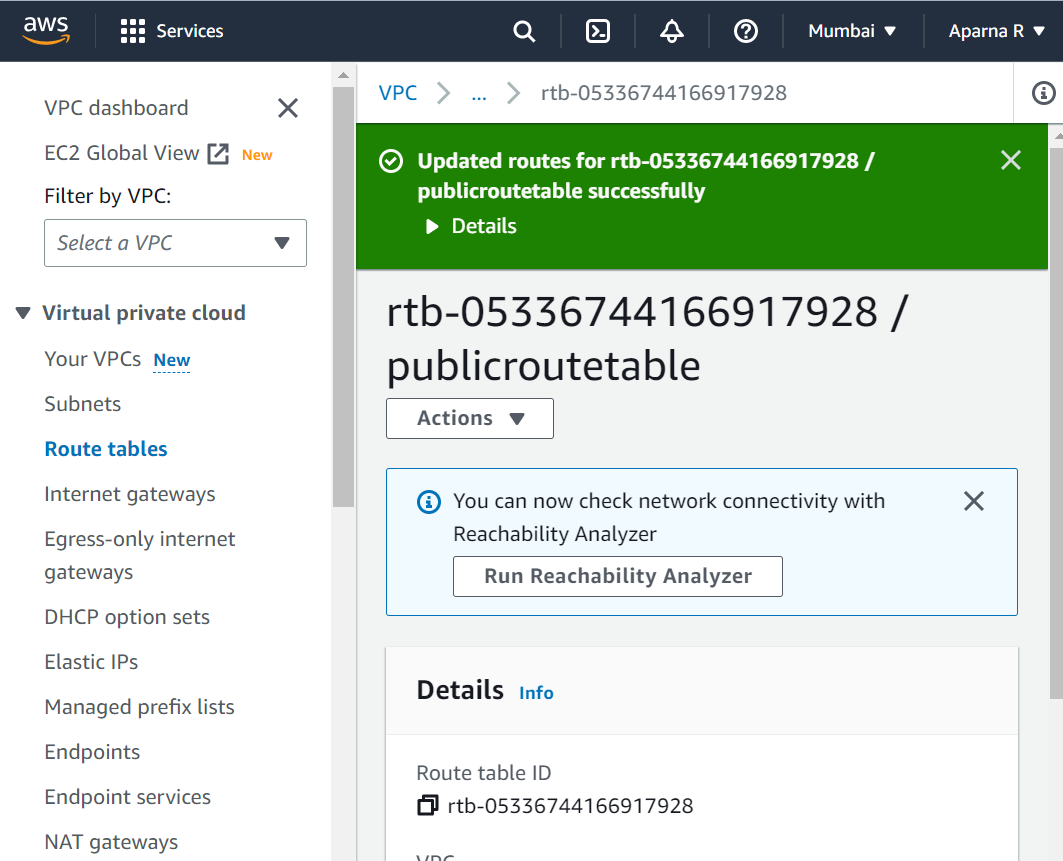 aws
Services
Mumbai
Aparna R
VPC dashboard
EC2 Global View New
Filter by VPC:
Select a VPC
Virtual private cloud
Your VPCs New
Subnets
Route tables
Internet gateways
Egress-only internet
gateways
DHCP option sets
Elastic IPs
Managed prefix lists
Endpoints
Endpoint services
NAT gateways
VPC
...
rtb-05336744166917928
Updated routes for rtb-05336744166917928 /
publicroutetable successfully
Details
rtb-05336744166917928 /
publicroutetable
Actions
You can now check network connectivity with
Reachability Analyzer
Run Reachability Analyzer
Details Info
Route table ID
rtb-05336744166917928
VPC